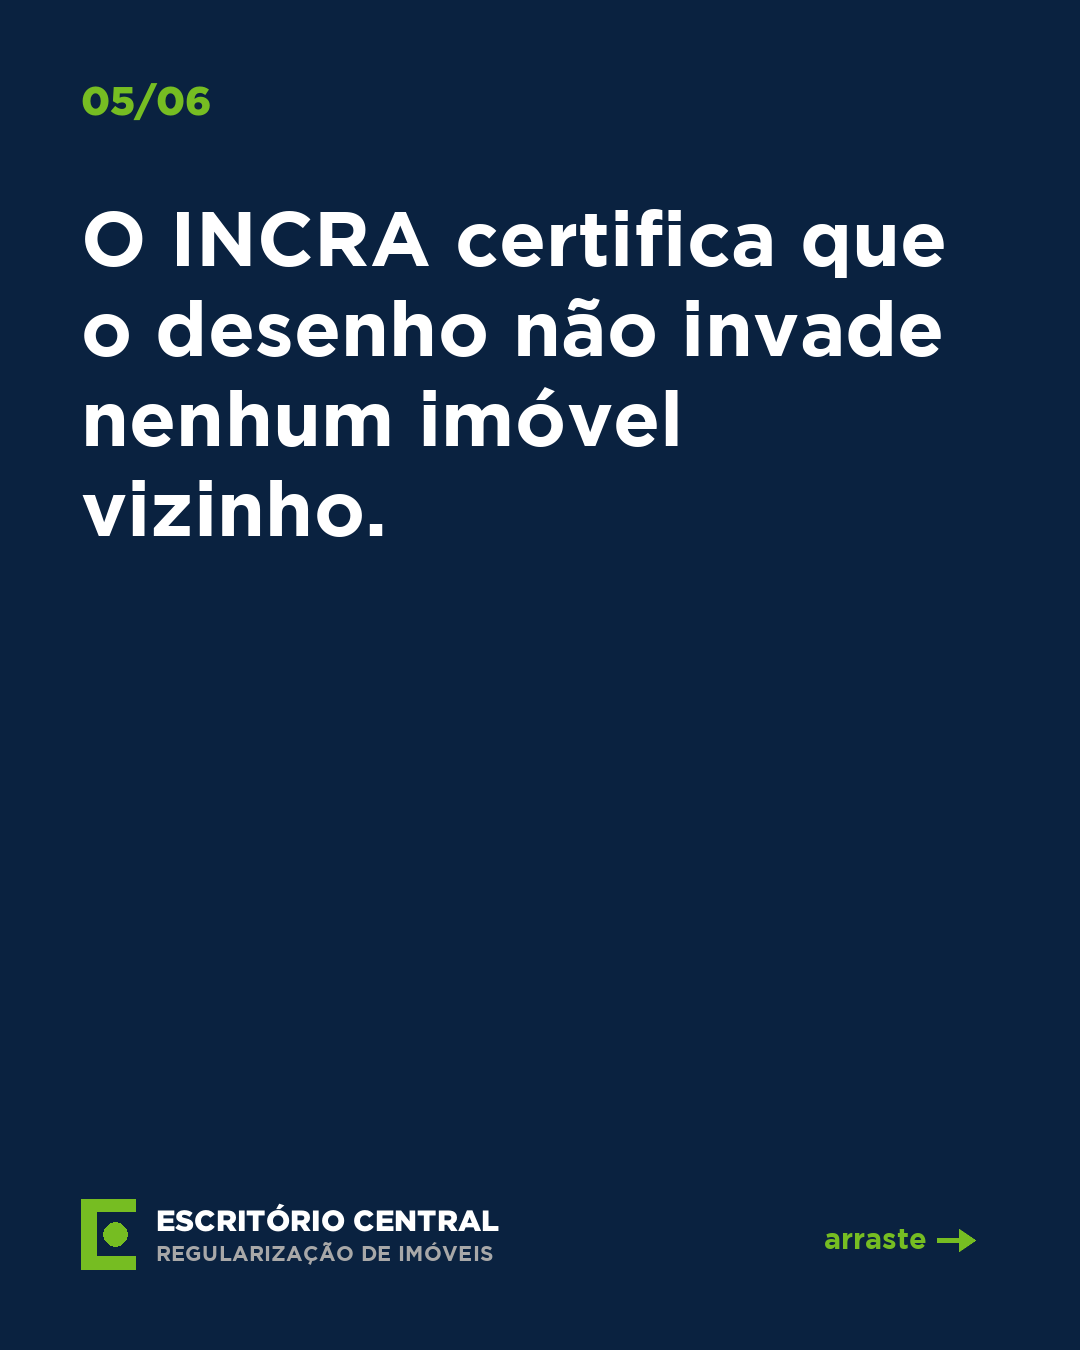 05/06
O INCRA certifica que
o desenho não invade
nenhum imóvel
vizinho.
ESCRITÓRIO CENTRAL
REGULARIZAÇÃO DE IMÓVEIS
arraste